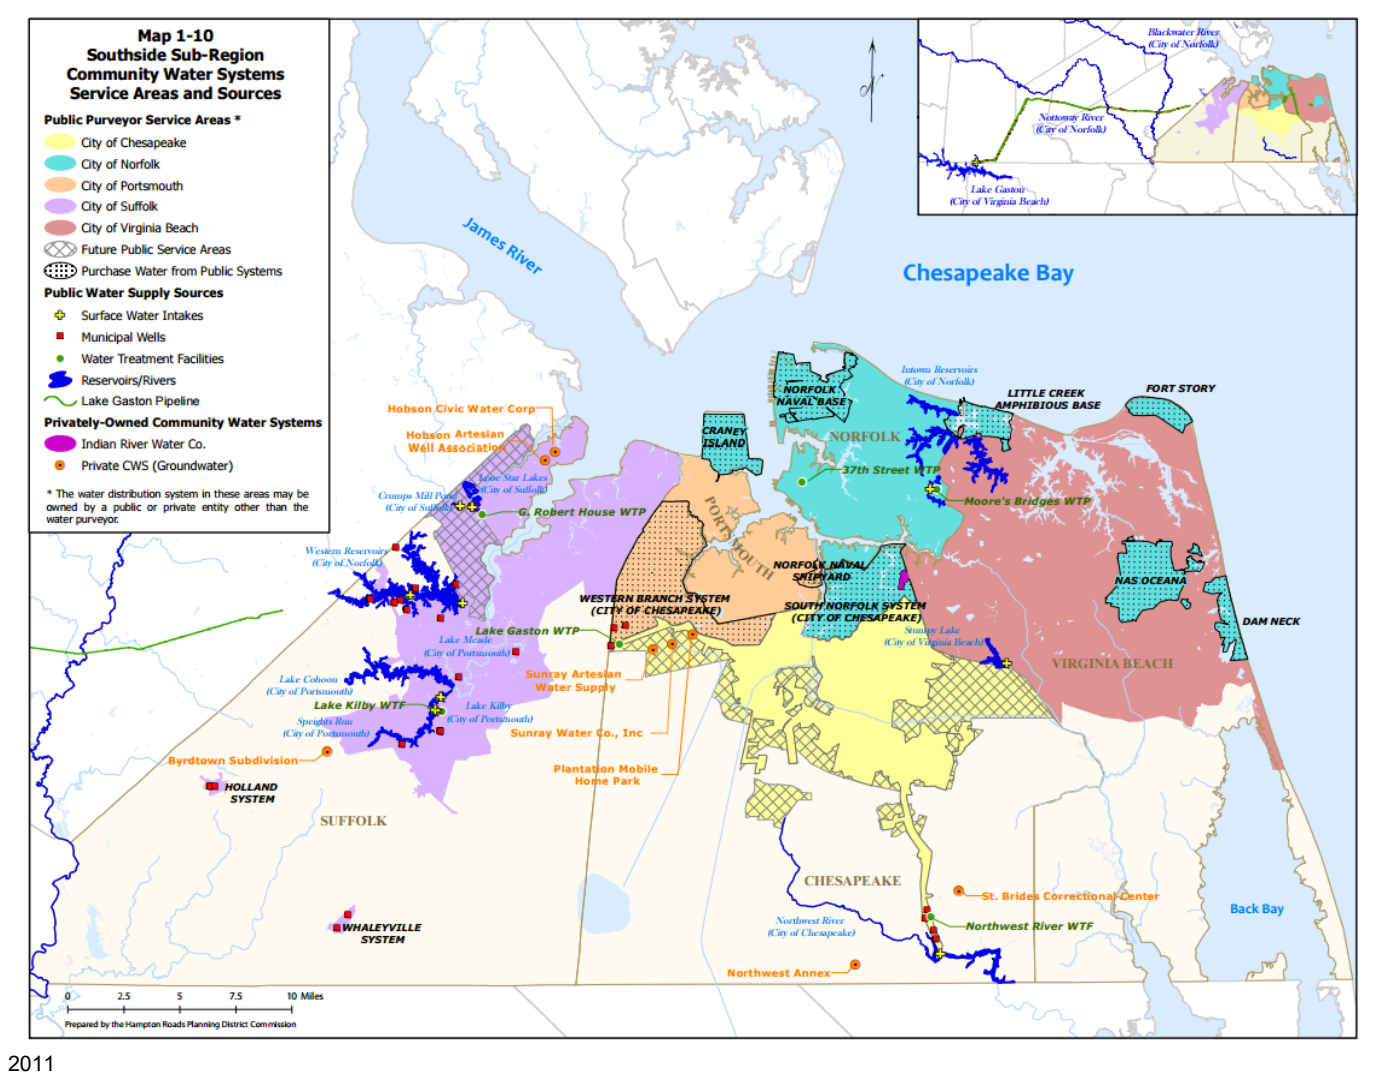 Map 1-10
Southside Sub-Region
Community Water Systems
Service Areas and Sources
Public Purveyor Service Areas *
City of Chesapeake
City of Norfolk
City of Portsmouth
City of Suffolk
City of Virginia Beach
Future Public Service Areas
Purchase Water from Public Systems
Public Water Supply Sources
Surface Water Intakes
Municipal Wells
Water Treatment Facilities
Reservoirs/Rivers
Lake Gaston Pipeline
Privately-Owned Community Water Systems
Indian River Water Co.
Private CWS (Groundwater)
* The water distribution system in these areas may be
owned by a public or private entity other than the
water purveyor.
Blackwater River
(City of Norfolk)
Nottoway River
(City of Norfolk)
Lake Gaston
(City of Virginia Beach)
N
James River
Chesapeake Bay
Intown Reservoirs
(City of Norfolk)
NORFOLK
NAVAL BASE
LITTLE CREEK
AMPHIBIOUS BASE
FORT STORY
CRANEY
ISLAND
NORFOLK
37th Street WTP
Moore's Bridges WTP
Hobson Civic Water Corp
Hobson Artesian
Well Association
Lone Star Lakes
(City of Suffolk)
Crumps Mill Pond
(City of Suffolk)
G. Robert House WTP
PORTSMOUTH
Western Reservoirs
(City of Norfolk)
NORFOLK NAVAL
SHIPYARD
NAS OCEANA
WESTERN BRANCH SYSTEM
(CITY OF CHESAPEAKE)
SOUTH NORFOLK SYSTEM
(CITY OF CHESAPEAKE)
DAM NECK
Lake Gaston WTP
Stumpy Lake
(City of Virginia Beach)
Lake Meade
(City of Portsmouth)
VIRGINIA BEACH
Lake Cohoon
(City of Portsmouth)
Sunray Artesian
Water Supply
Lake Kilby WTF
Lake Kilby
(City of Portsmouth)
Speights Run
(City of Portsmouth)
Sunray Water Co., Inc
Byrdtown Subdivision
Plantation Mobile
Home Park
HOLLAND
SYSTEM
SUFFOLK
CHESAPEAKE
St. Brides Correctional Center
Back Bay
Northwest River
(City of Chesapeake)
Northwest River WTF
WHALEYVILLE
SYSTEM
Northwest Annex
0 2.5 5 7.5 10 Miles
Prepared by the Hampton Roads Planning District Commission
2011